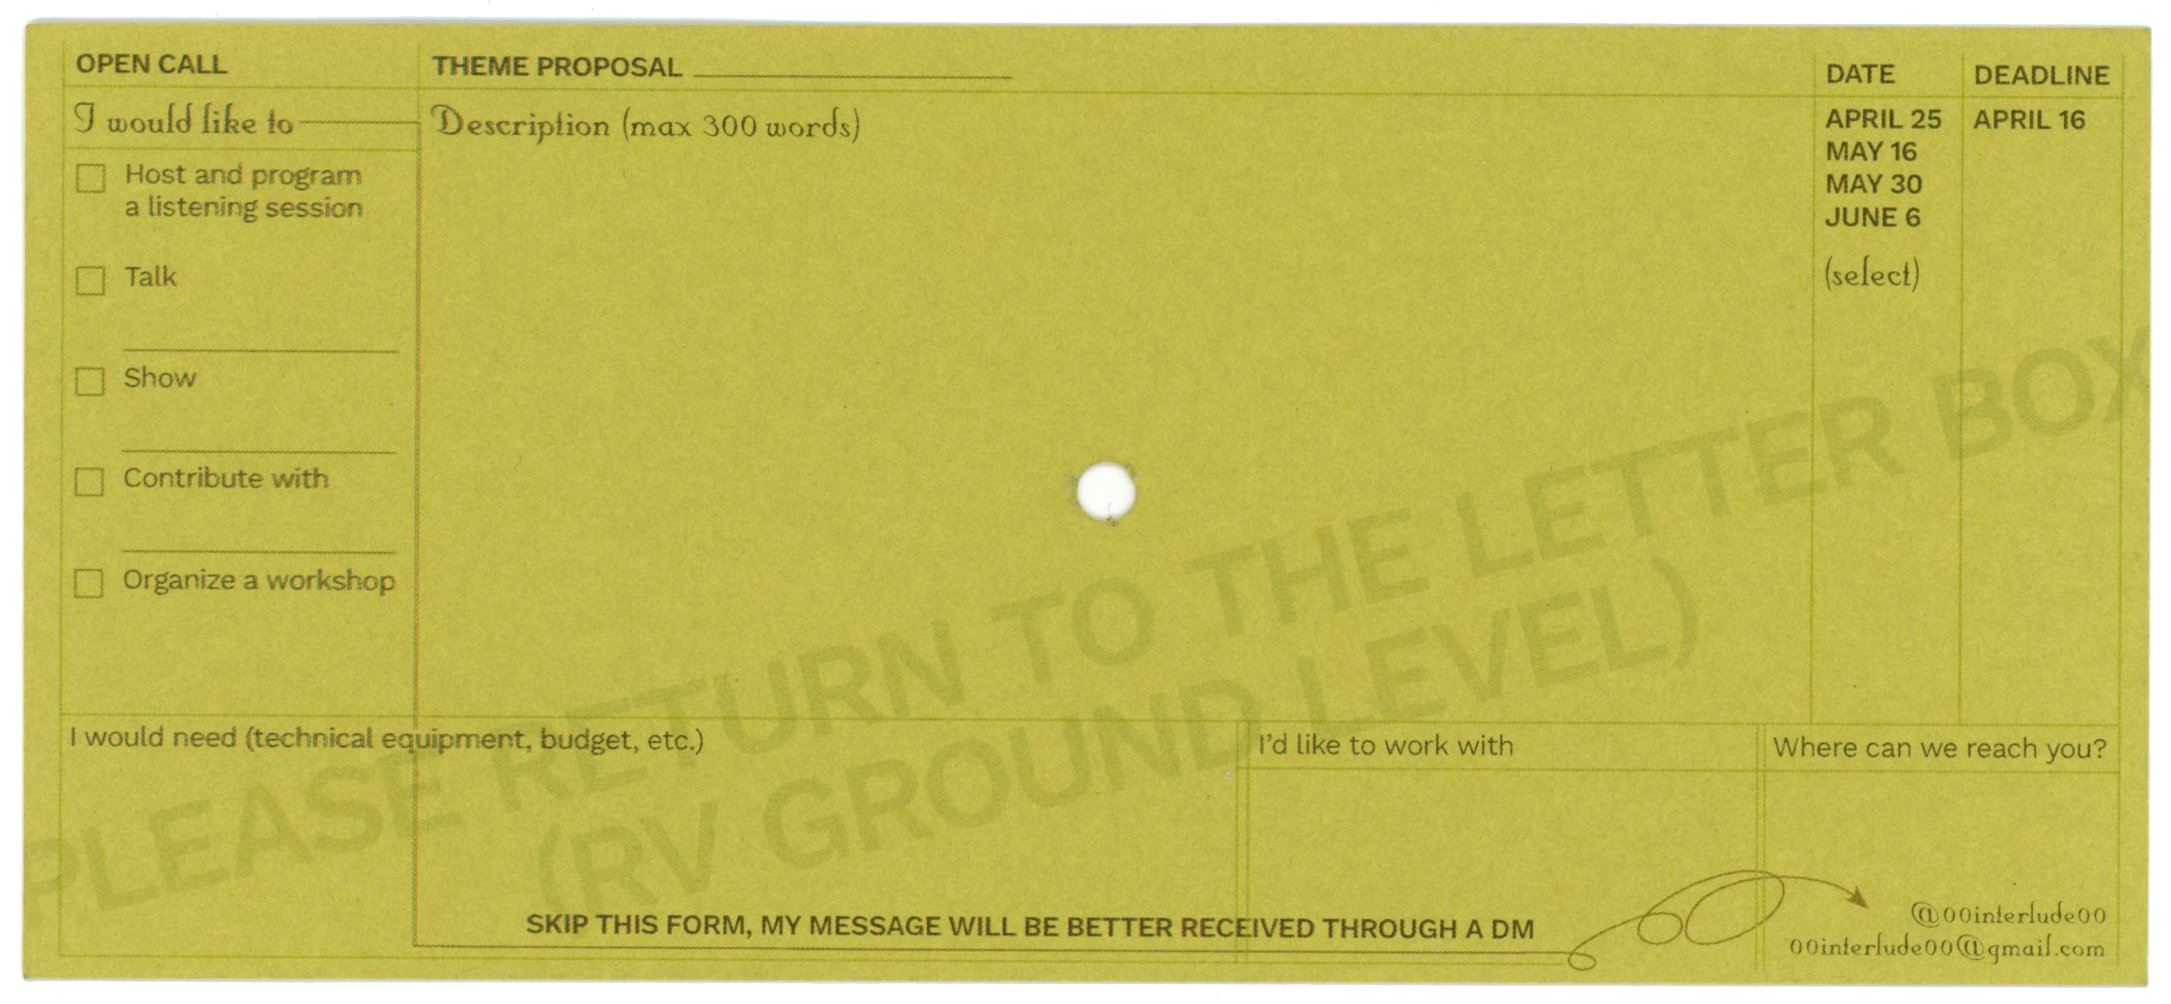 OPEN CALL
I would like to
Host and program
a listening session
Talk
Show
Contribute with
Organize a workshop
THEME PROPOSAL
Description (max 300 words)
DATE
APRIL 25
MAY 16
MAY 30
JUNE 6
(select)
DEADLINE
APRIL 16
PLEASE RETURN TO THE LETTER BOX
(RV GROUND LEVEL)
I would need (technical equipment, budget, etc.)
I'd like to work with
Where can we reach you?
SKIP THIS FORM, MY MESSAGE WILL BE BETTER RECEIVED THROUGH A DM
@00interlude00
00interlude00@gmail.com